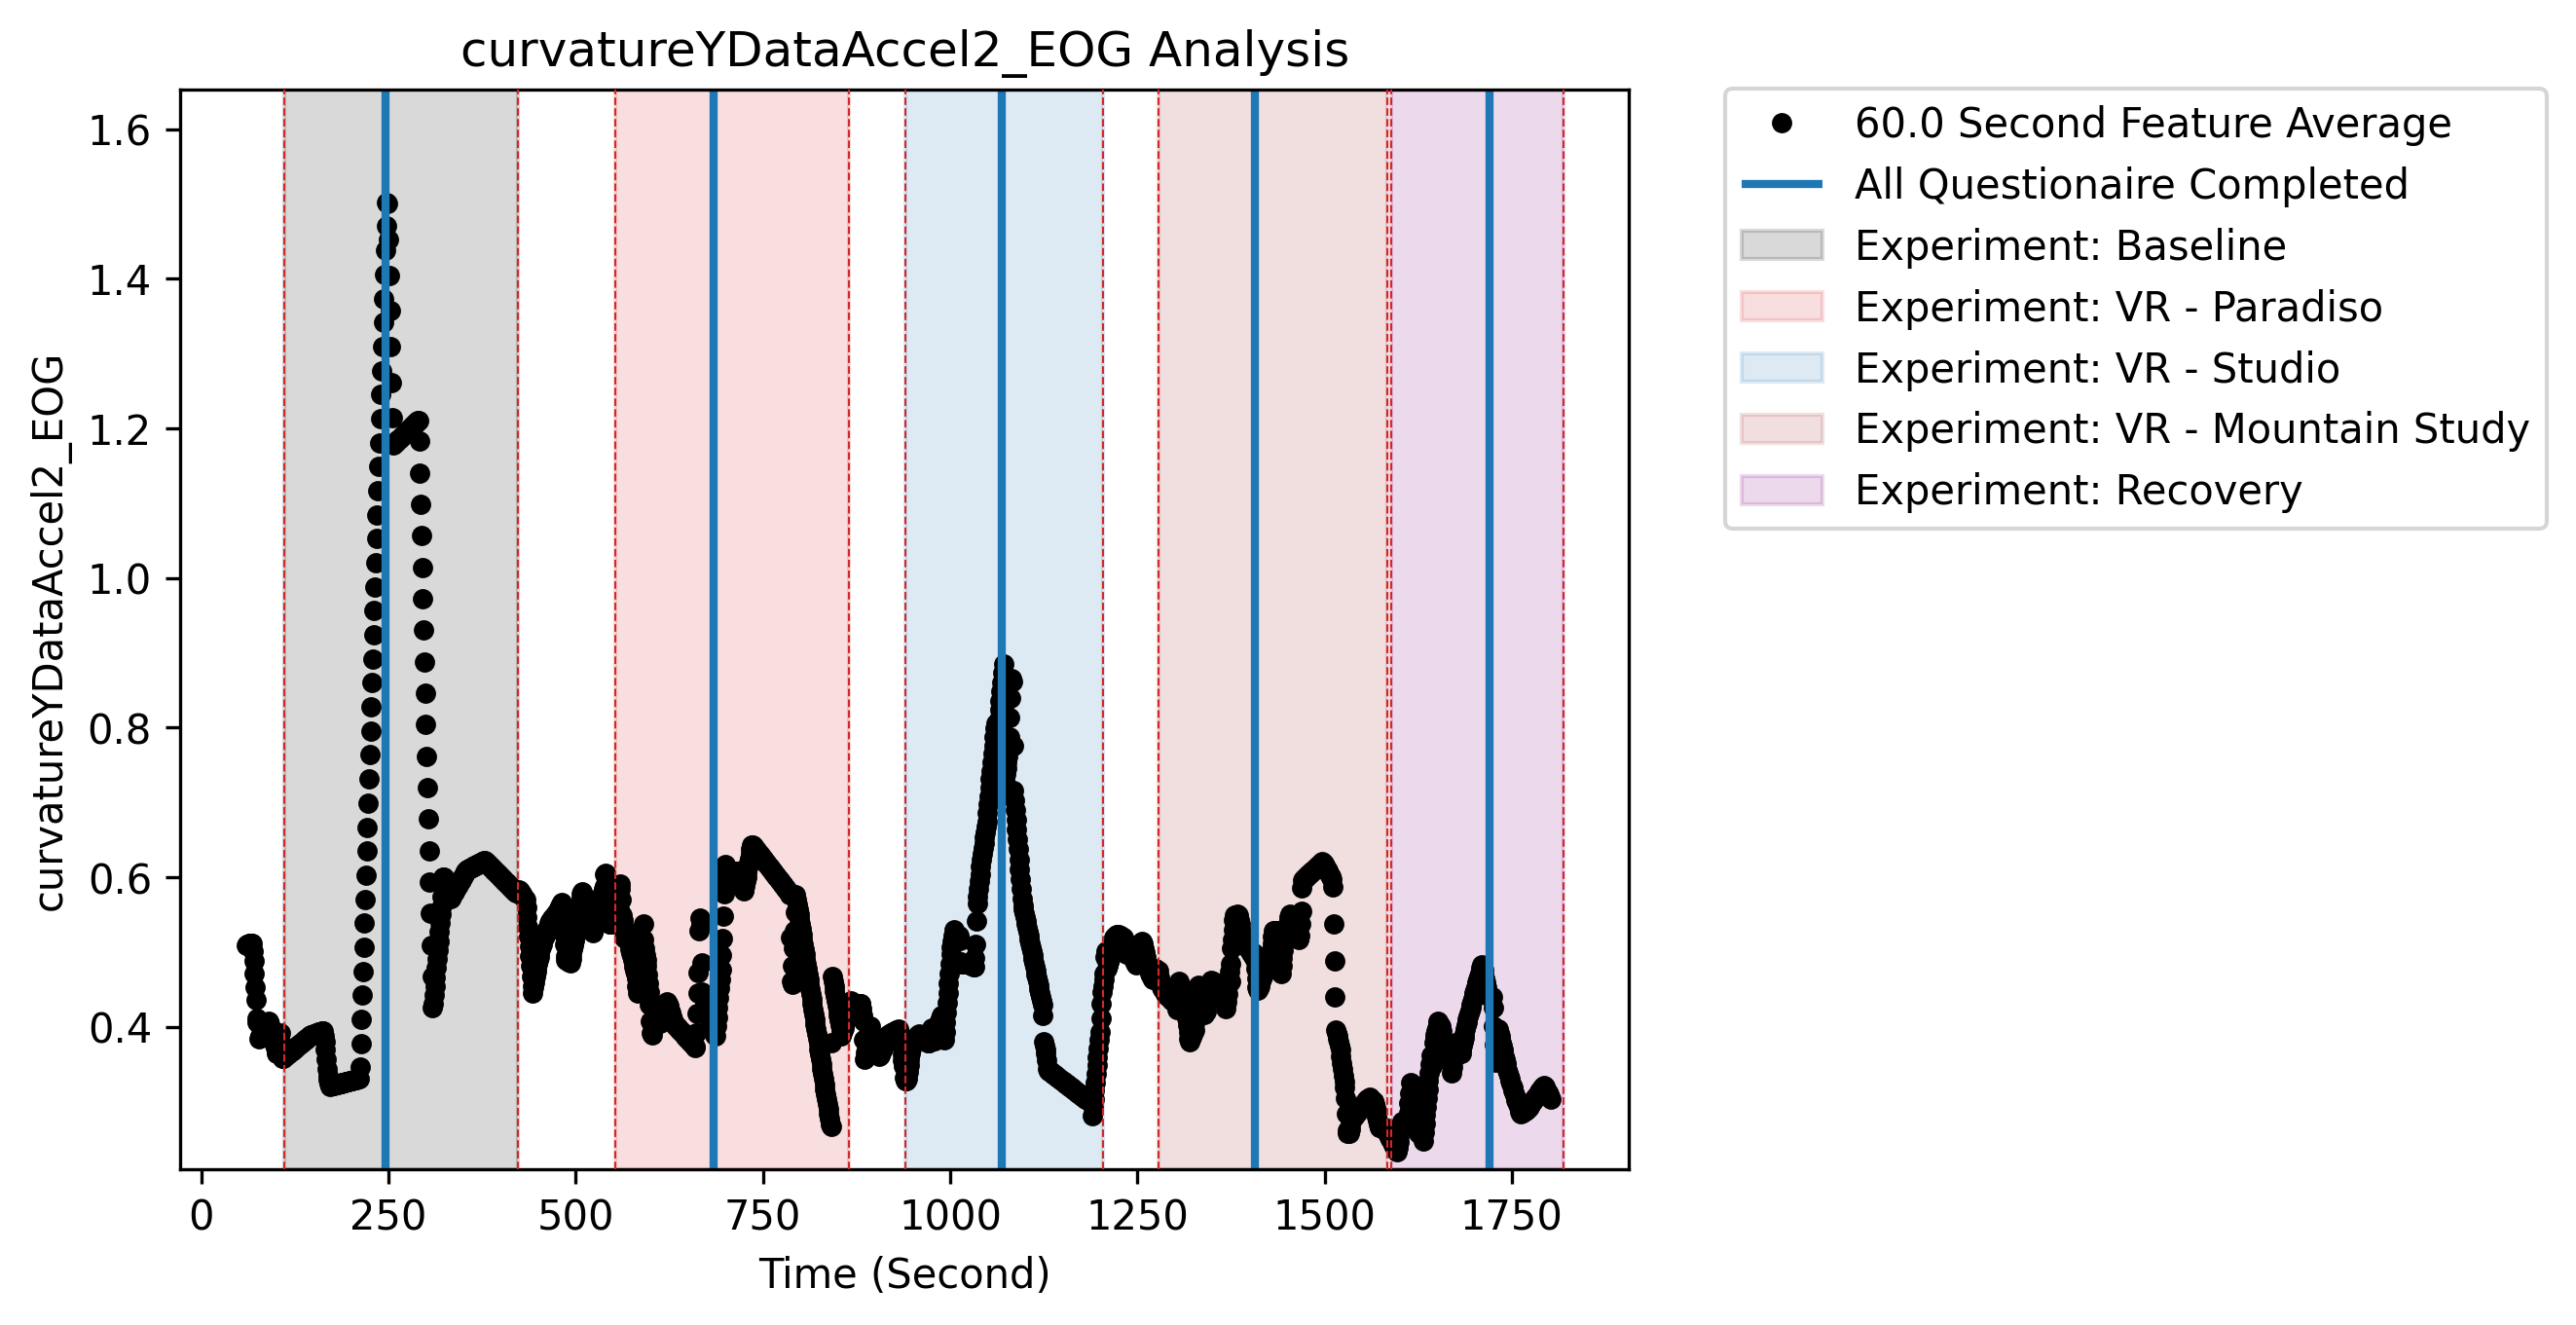 curvatureYDataAccel2_EOG Analysis
curvatureYDataAccel2_EOG
1.6
1.4
1.2
1.0
0.8
0.6
0.4
0 250 500 750 1000 1250 1500 1750
Time (Second)
60.0 Second Feature Average
All Questionaire Completed
Experiment: Baseline
Experiment: VR - Paradiso
Experiment: VR - Studio
Experiment: VR - Mountain Study
Experiment: Recovery